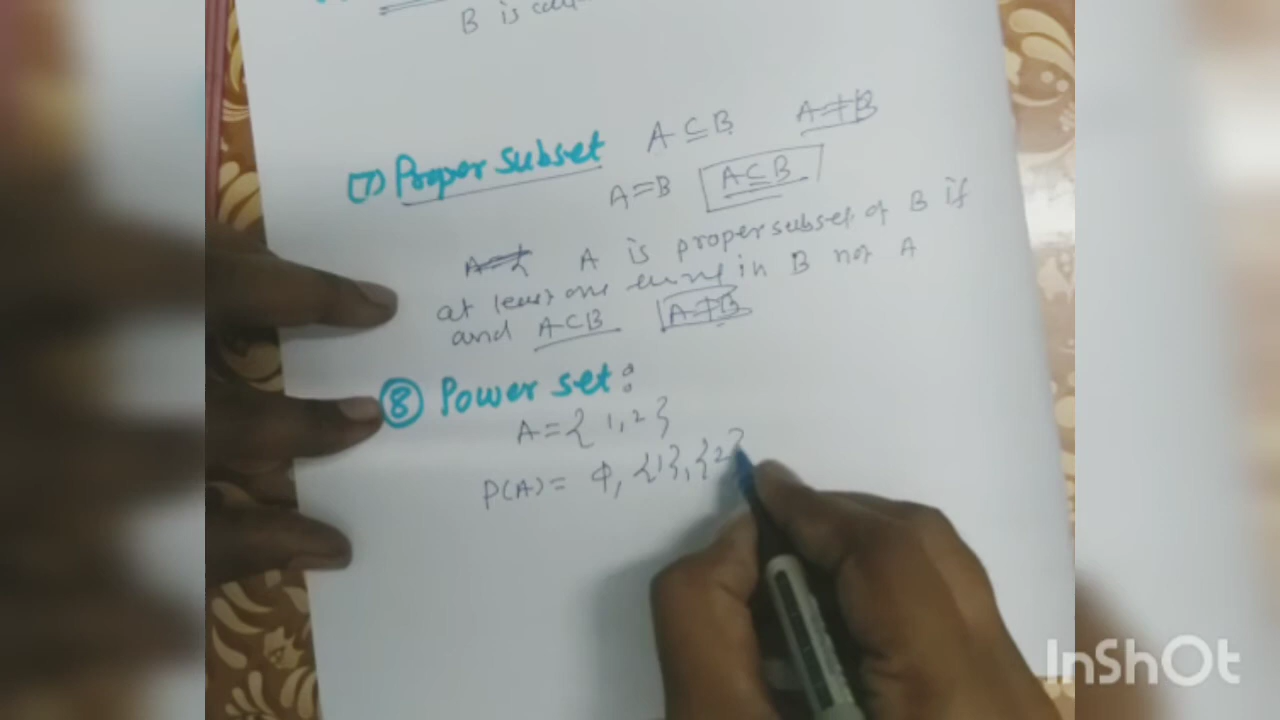 B is call
(7) Proper subset A ⊆ B A ≠ B
A = B A ⊆ B
A is proper subset of B if
at least one in B not A
and A ⊂ B A ≠ B
(8) Power set:
A = { 1, 2 }
P(A) = φ, {1}, {2}
InShOt